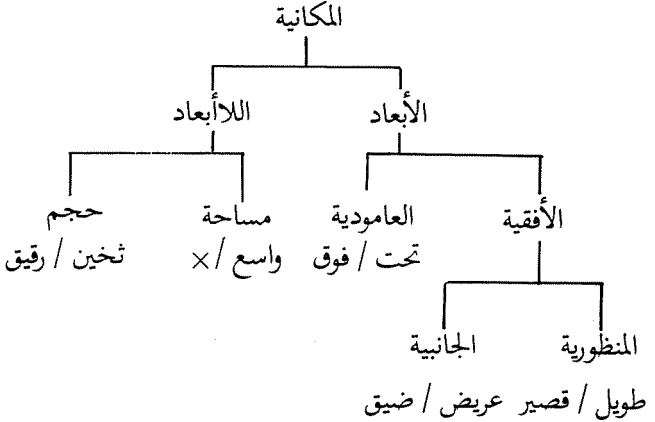 المكانية
الأبعاد اللاأبعاد
العامودية مساحة حجم
الأفقية
تحت / فوق واسع / × ثخين / رقيق
المنظورية الجانبية
طويل / قصير عريض / ضيق